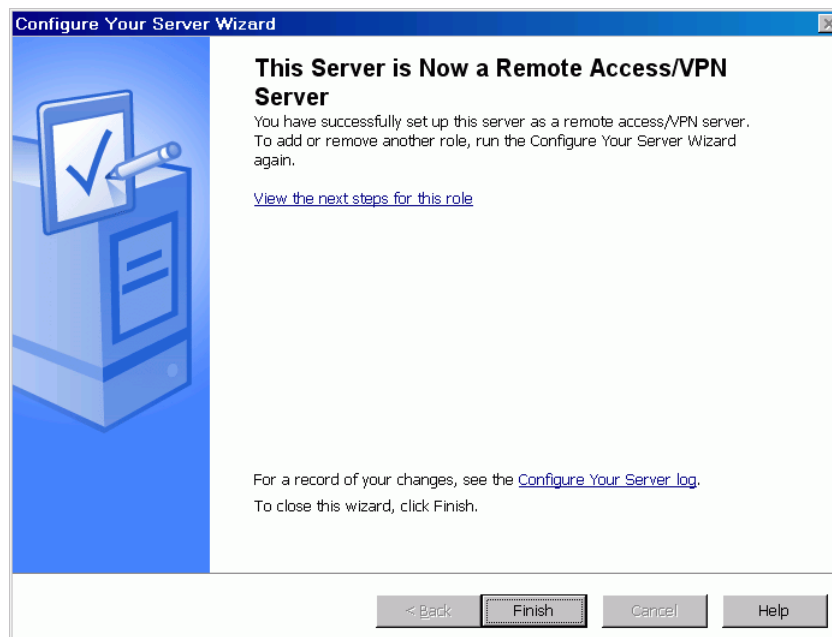 Configure Your Server Wizard
This Server is Now a Remote Access/VPN
Server
You have successfully set up this server as a remote access/VPN server.
To add or remove another role, run the Configure Your Server Wizard
again.
View the next steps for this role
For a record of your changes, see the Configure Your Server log.
To close this wizard, click Finish.
< Back Finish Cancel Help